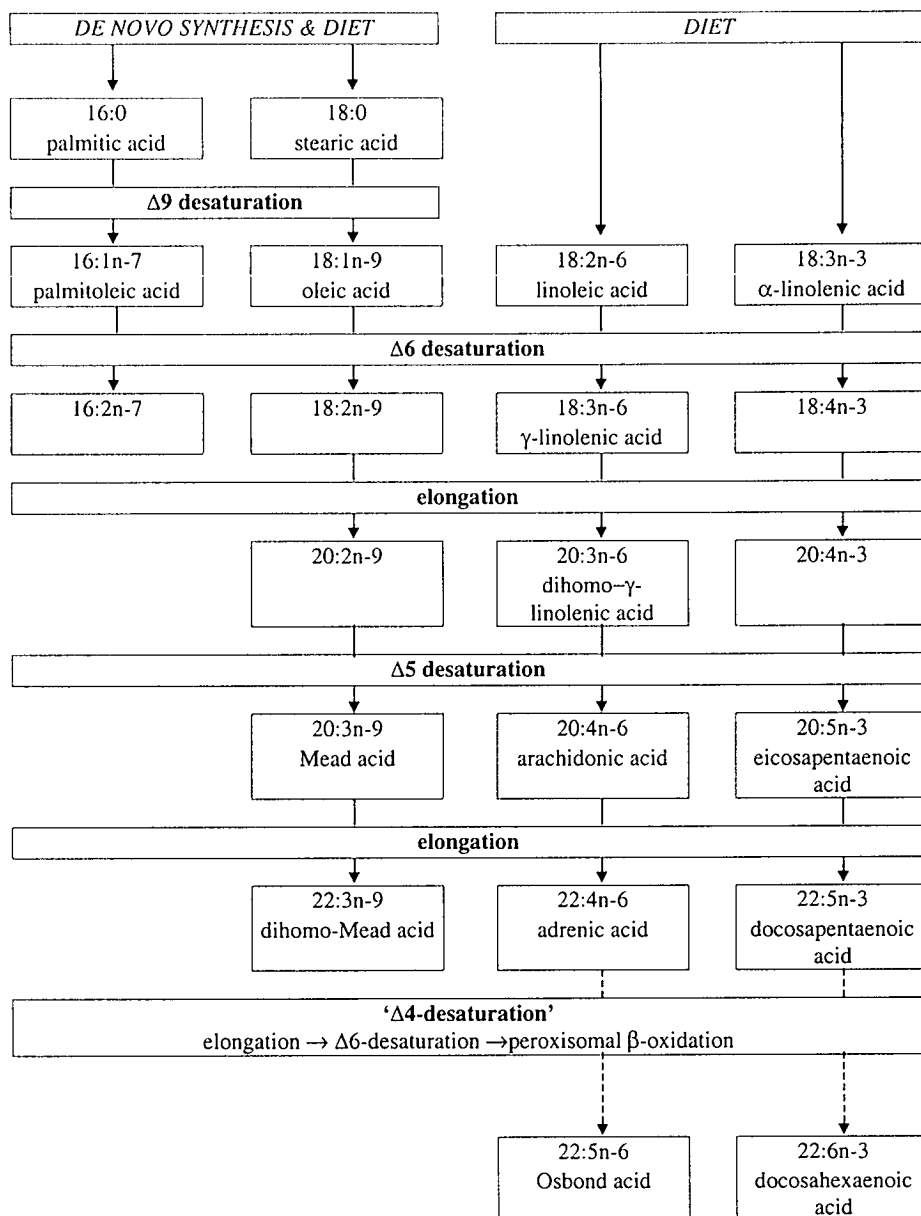 DE NOVO SYNTHESIS & DIET
DIET
16:0
palmitic acid
18:0
stearic acid
Δ9 desaturation
16:1n-7
palmitoleic acid
18:1n-9
oleic acid
18:2n-6
linoleic acid
18:3n-3
α-linolenic acid
Δ6 desaturation
16:2n-7
18:2n-9
18:3n-6
γ-linolenic acid
18:4n-3
elongation
20:2n-9
20:3n-6
dihomo–γ-
linolenic acid
20:4n-3
Δ5 desaturation
20:3n-9
Mead acid
20:4n-6
arachidonic acid
20:5n-3
eicosapentaenoic
acid
elongation
22:3n-9
dihomo-Mead acid
22:4n-6
adrenic acid
22:5n-3
docosapentaenoic
acid
‘Δ4-desaturation’
elongation → Δ6-desaturation →peroxisomal β-oxidation
22:5n-6
Osbond acid
22:6n-3
docosahexaenoic
acid